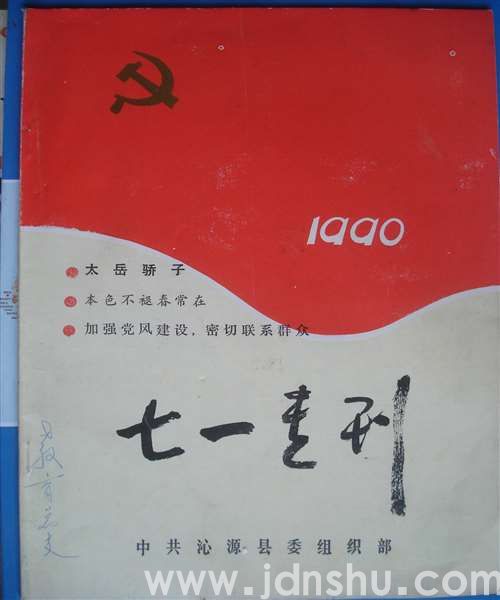 1990
太岳骄子
本色不褪春常在
加强党风建设，密切联系群众
七一专刊
中共沁源县委组织部
www.jdnshu.com